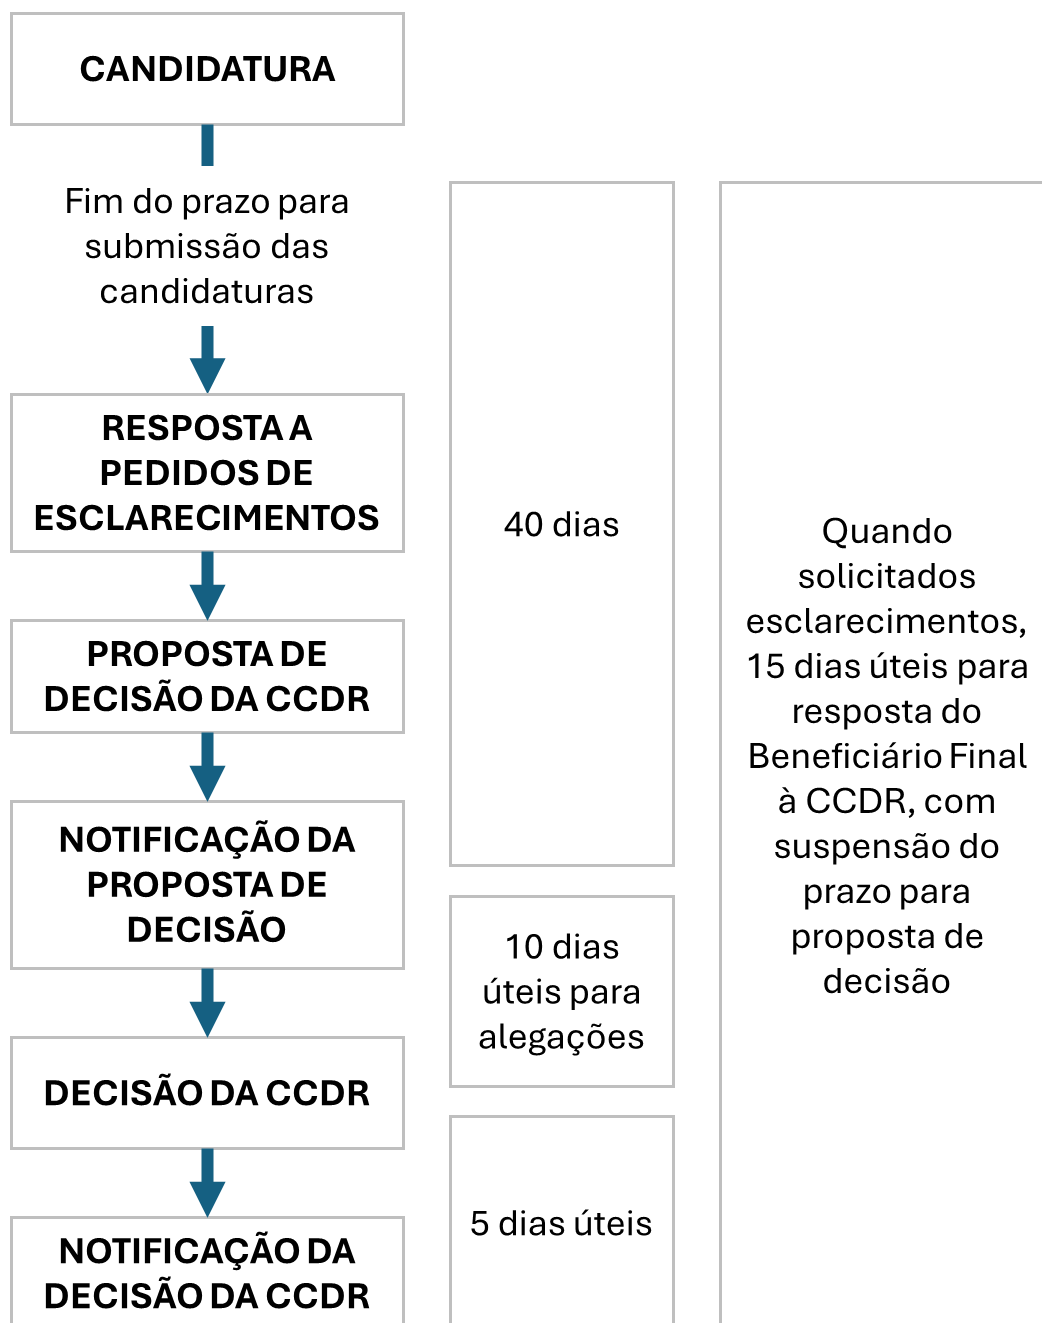 CANDIDATURA
Fim do prazo para
submissão das
candidaturas
RESPOSTA A
PEDIDOS DE
ESCLARECIMENTOS
PROPOSTA DE
DECISÃO DA CCDR
NOTIFICAÇÃO DA
PROPOSTA DE
DECISÃO
DECISÃO DA CCDR
NOTIFICAÇÃO DA
DECISÃO DA CCDR
40 dias
10 dias
úteis para
alegações
5 dias úteis
Quando
solicitados
esclarecimentos,
15 dias úteis para
resposta do
Beneficiário Final
à CCDR, com
suspensão do
prazo para
proposta de
decisão